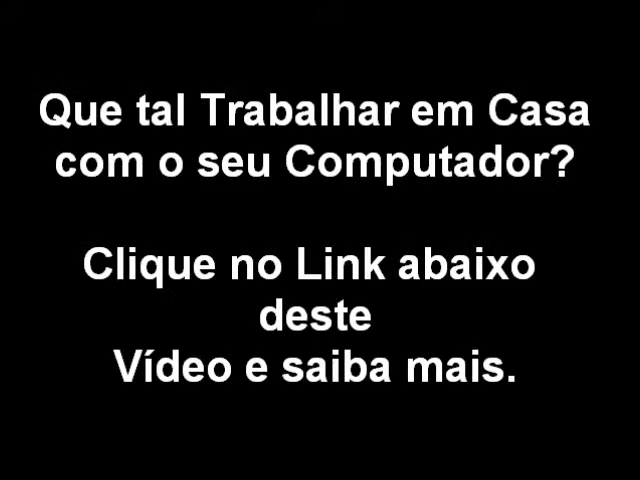 Que tal Trabalhar em Casa
com o seu Computador?
Clique no Link abaixo
deste
Vídeo e saiba mais.